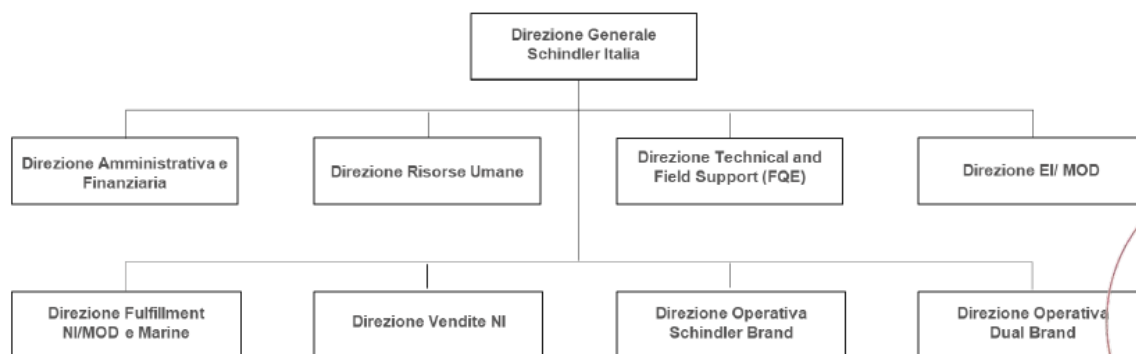 Direzione Generale
Schindler Italia
Direzione Amministrativa e
Finanziaria
Direzione Risorse Umane
Direzione Technical and
Field Support (FQE)
Direzione EI/ MOD
Direzione Fulfillment
NI/MOD e Marine
Direzione Vendite NI
Direzione Operativa
Schindler Brand
Direzione Operativa
Dual Brand